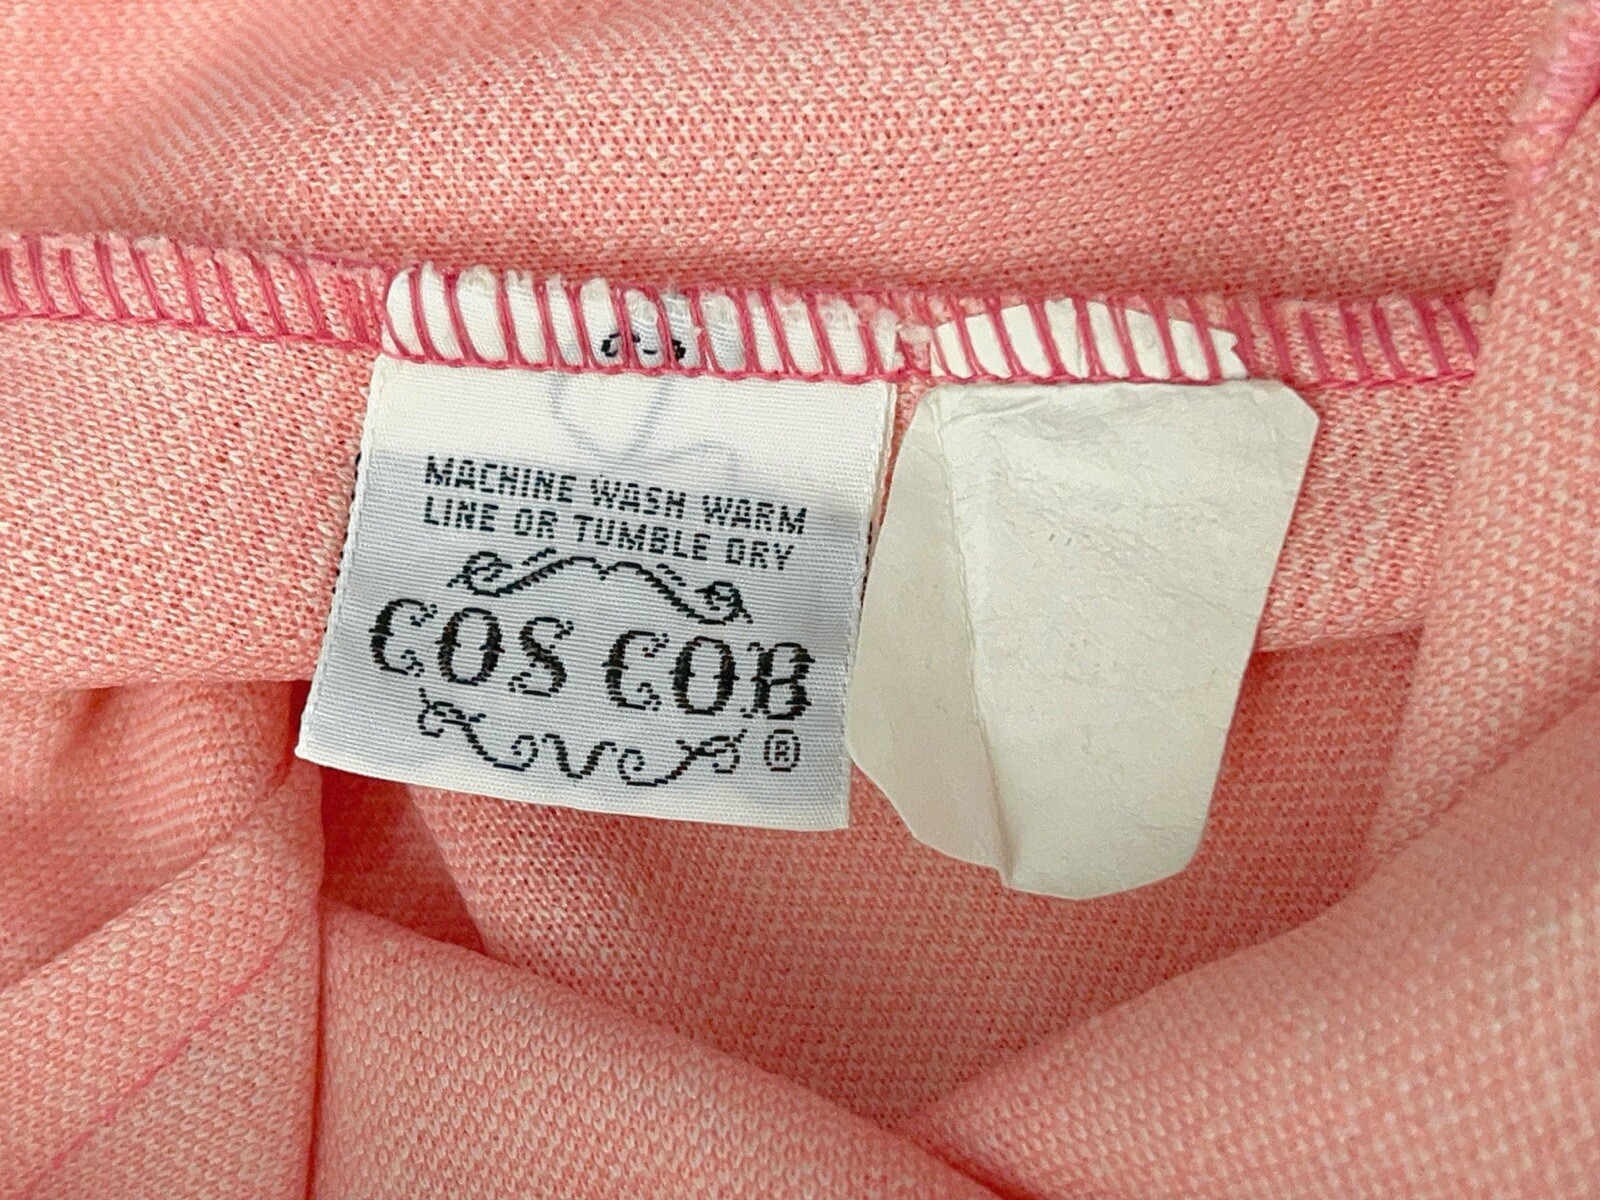 MACHINE WASH WARM
LINE OR TUMBLE DRY
COS COB
®